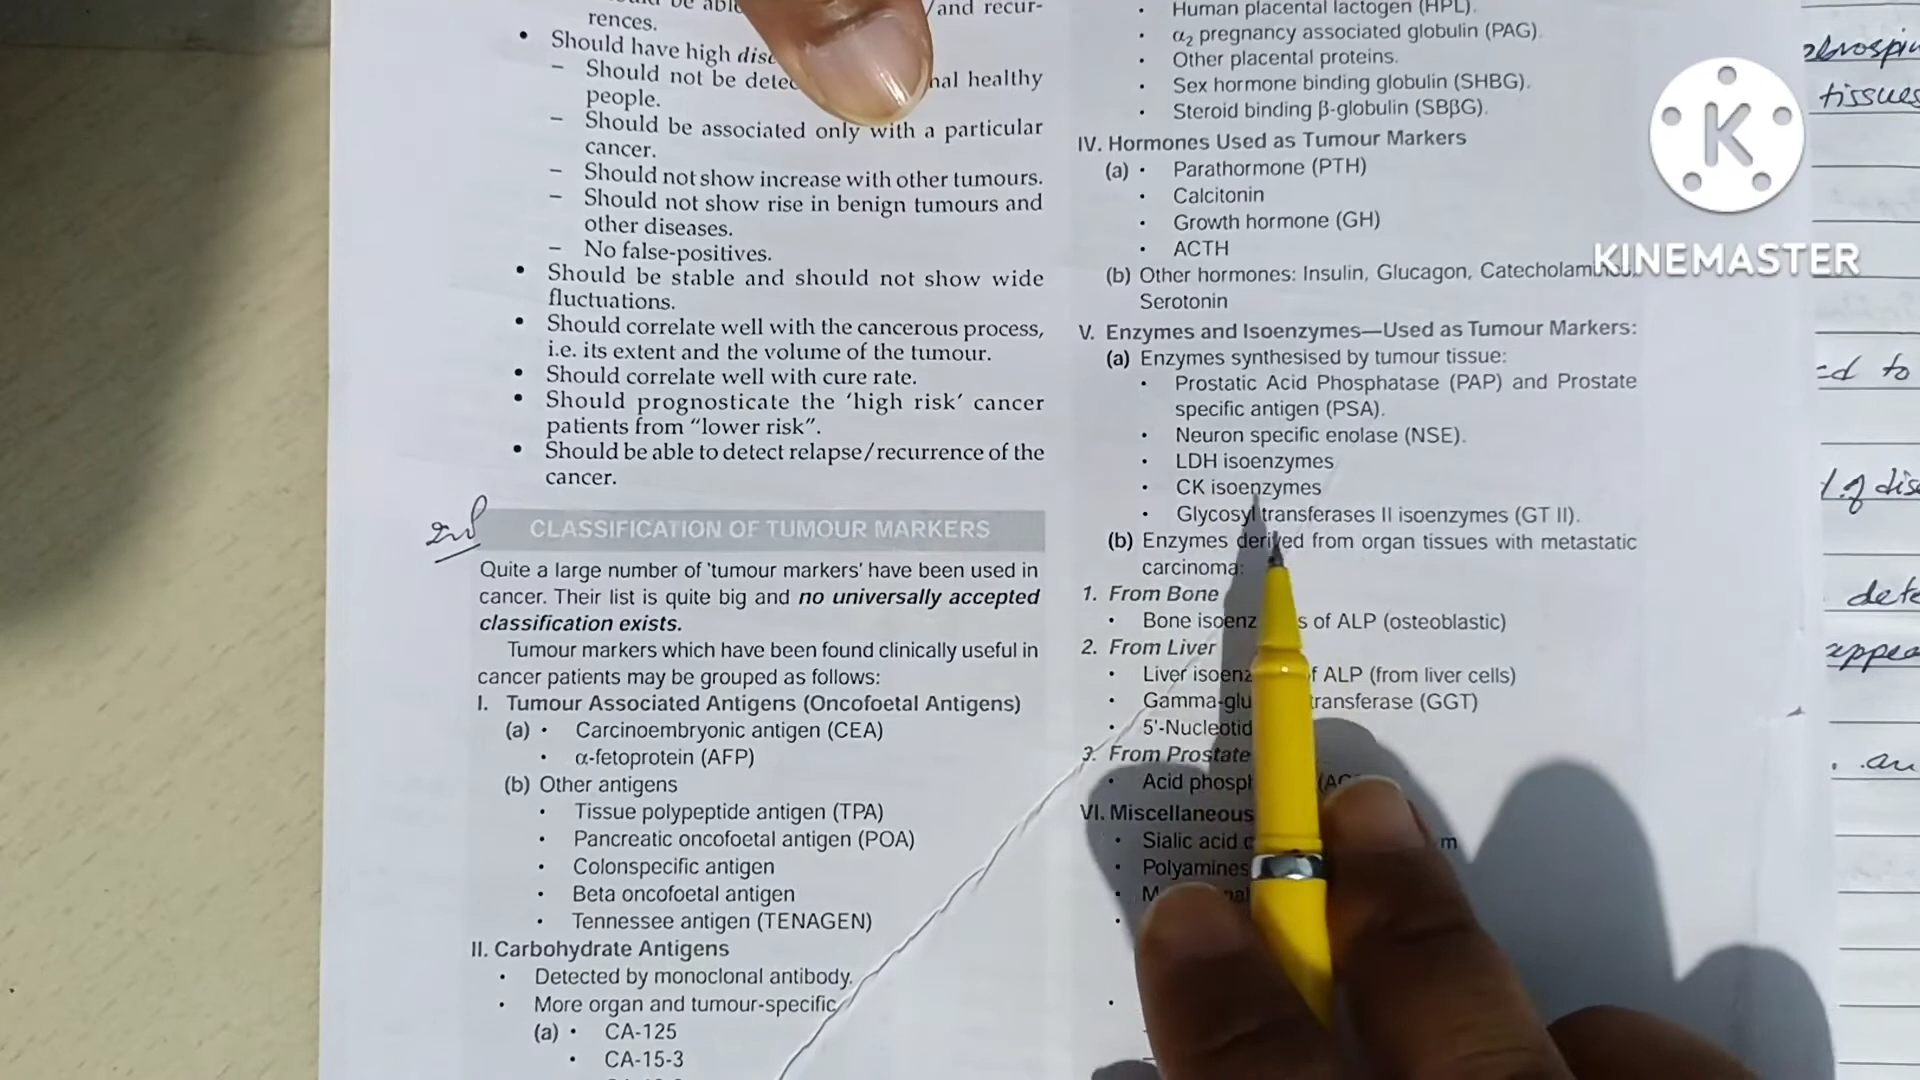 and recur-
rences.
• Should have high
– Should not be healthy
people.
– Should be associated only with a particular
cancer.
– Should not show increase with other tumours.
– Should not show rise in benign tumours and
other diseases.
– No false-positives.
• Should be stable and should not show wide
fluctuations.
• Should correlate well with the cancerous process,
i.e. its extent and the volume of the tumour.
• Should correlate well with cure rate.
• Should prognosticate the ‘high risk’ cancer
patients from “lower risk”.
• Should be able to detect relapse/recurrence of the
cancer.
CLASSIFICATION OF TUMOUR MARKERS
Quite a large number of ‘tumour markers’ have been used in
cancer. Their list is quite big and no universally accepted
classification exists.
Tumour markers which have been found clinically useful in
cancer patients may be grouped as follows:
I. Tumour Associated Antigens (Oncofoetal Antigens)
(a) • Carcinoembryonic antigen (CEA)
• α-fetoprotein (AFP)
(b) Other antigens
• Tissue polypeptide antigen (TPA)
• Pancreatic oncofoetal antigen (POA)
• Colonspecific antigen
• Beta oncofoetal antigen
• Tennessee antigen (TENAGEN)
II. Carbohydrate Antigens
• Detected by monoclonal antibody.
• More organ and tumour-specific
(a) • CA-125
• CA-15-3
• Human placental lactogen (HPL).
• α₂ pregnancy associated globulin (PAG).
• Other placental proteins.
• Sex hormone binding globulin (SHBG).
• Steroid binding β-globulin (SBβG).
IV. Hormones Used as Tumour Markers
(a) • Parathormone (PTH)
• Calcitonin
• Growth hormone (GH)
• ACTH
(b) Other hormones: Insulin, Glucagon,
Serotonin
V. Enzymes and Isoenzymes—Used as Tumour Markers:
(a) Enzymes synthesised by tumour tissue:
• Prostatic Acid Phosphatase (PAP) and Prostate
specific antigen (PSA).
• Neuron specific enolase (NSE).
• LDH isoenzymes
• CK isoenzymes
• Glycosyl transferases II isoenzymes (GT II).
(b) Enzymes derived from organ tissues with metastatic
carcinoma:
1. From Bone
• Bone of ALP (osteoblastic)
2. From Liver
• Liver of ALP (from liver cells)
• transferase (GGT)
•
3. From Prostate
• Acid
VI. Miscellaneous
• Sialic acid
• Polyamines
KINEMASTER
tissues
to